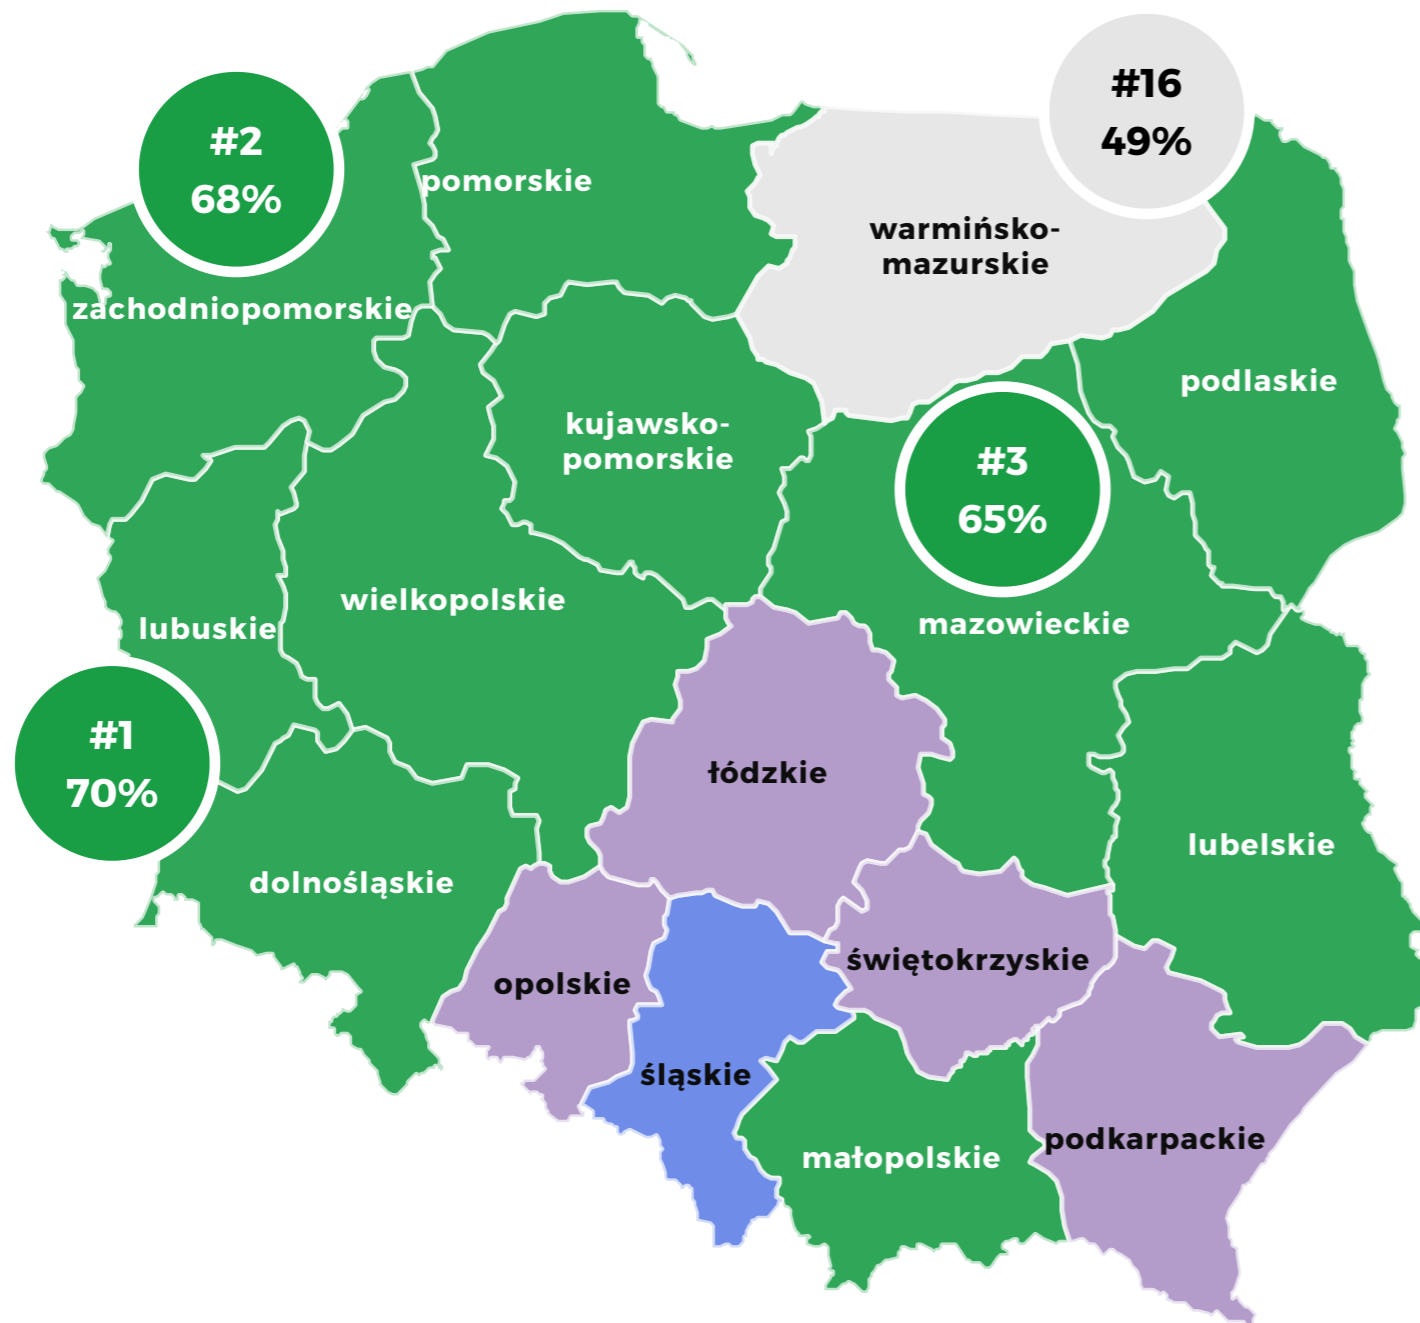 #16
49%
#2
68%
pomorskie
warmińsko-
mazurskie
zachodniopomorskie
podlaskie
kujawsko-
pomorskie
#3
65%
wielkopolskie
mazowieckie
lubuskie
#1
70%
łódzkie
lubelskie
dolnośląskie
świętokrzyskie
opolskie
śląskie
podkarpackie
małopolskie